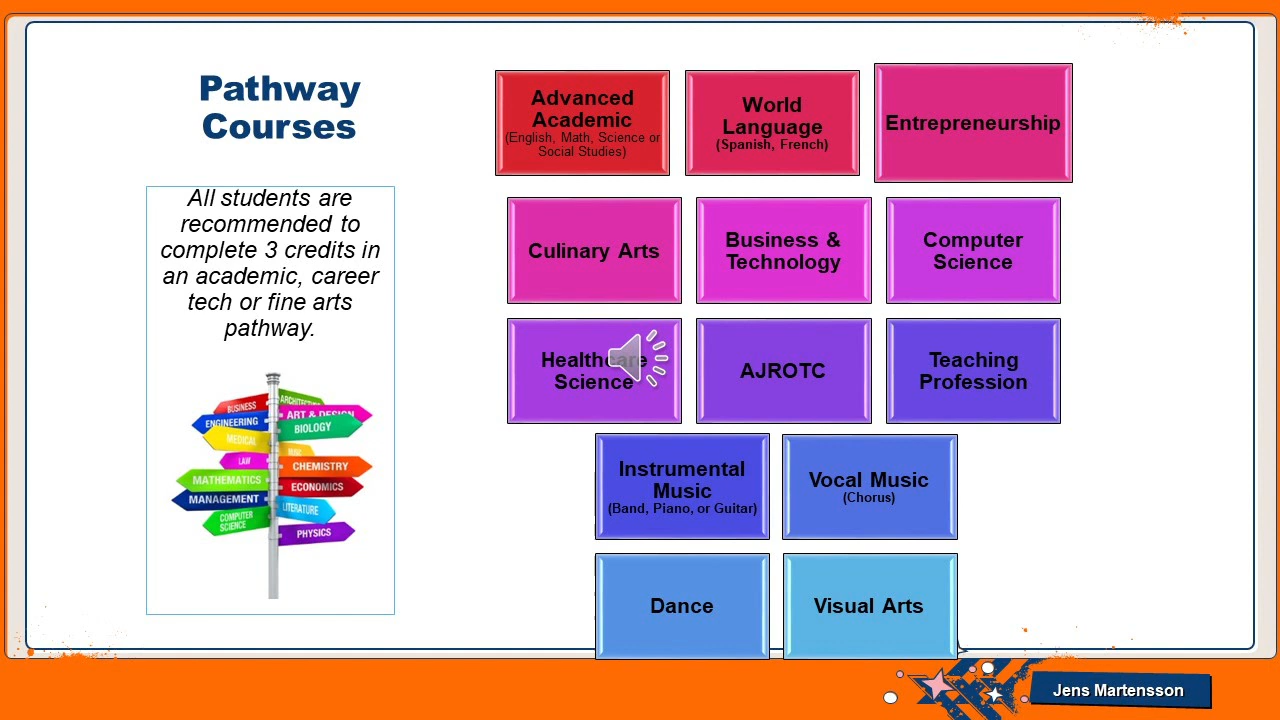 Pathway
Courses
All students are
recommended to
complete 3 credits in
an academic, career
tech or fine arts
pathway.
BUSINESS
ARCHITECTURE
ENGINEERING
ART & DESIGN
MEDICAL
BIOLOGY
LAW
CHEMISTRY
MATHEMATICS
ECONOMICS
MANAGEMENT
LITERATURE
COMPUTER
SCIENCE
PHYSICS
Advanced
Academic
(English, Math, Science or
Social Studies)
World
Language
(Spanish, French)
Entrepreneurship
Culinary Arts
Business &
Technology
Computer
Science
Healthcare
Science
AJROTC
Teaching
Profession
Instrumental
Music
(Band, Piano, or Guitar)
Vocal Music
(Chorus)
Dance
Visual Arts
Jens Martensson